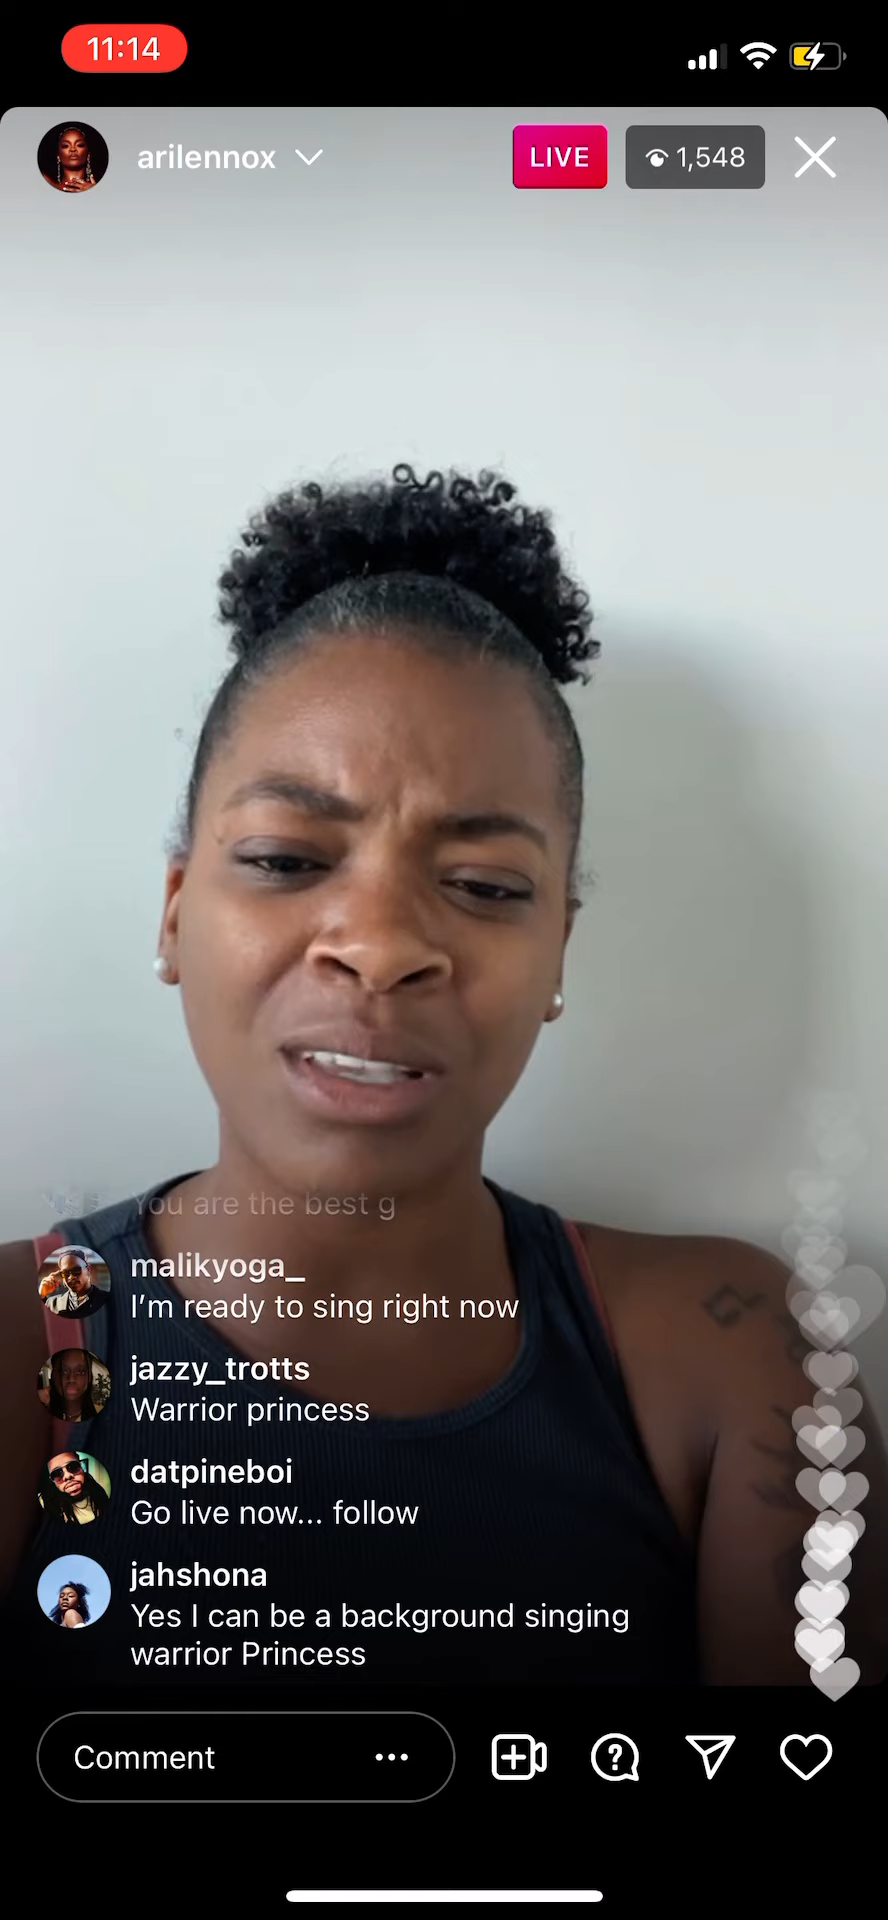 11:14
arilennox
LIVE
1,548
You are the best g
malikyoga_
I’m ready to sing right now
jazzy_trotts
Warrior princess
datpineboi
Go live now... follow
jahshona
Yes I can be a background singing
warrior Princess
Comment